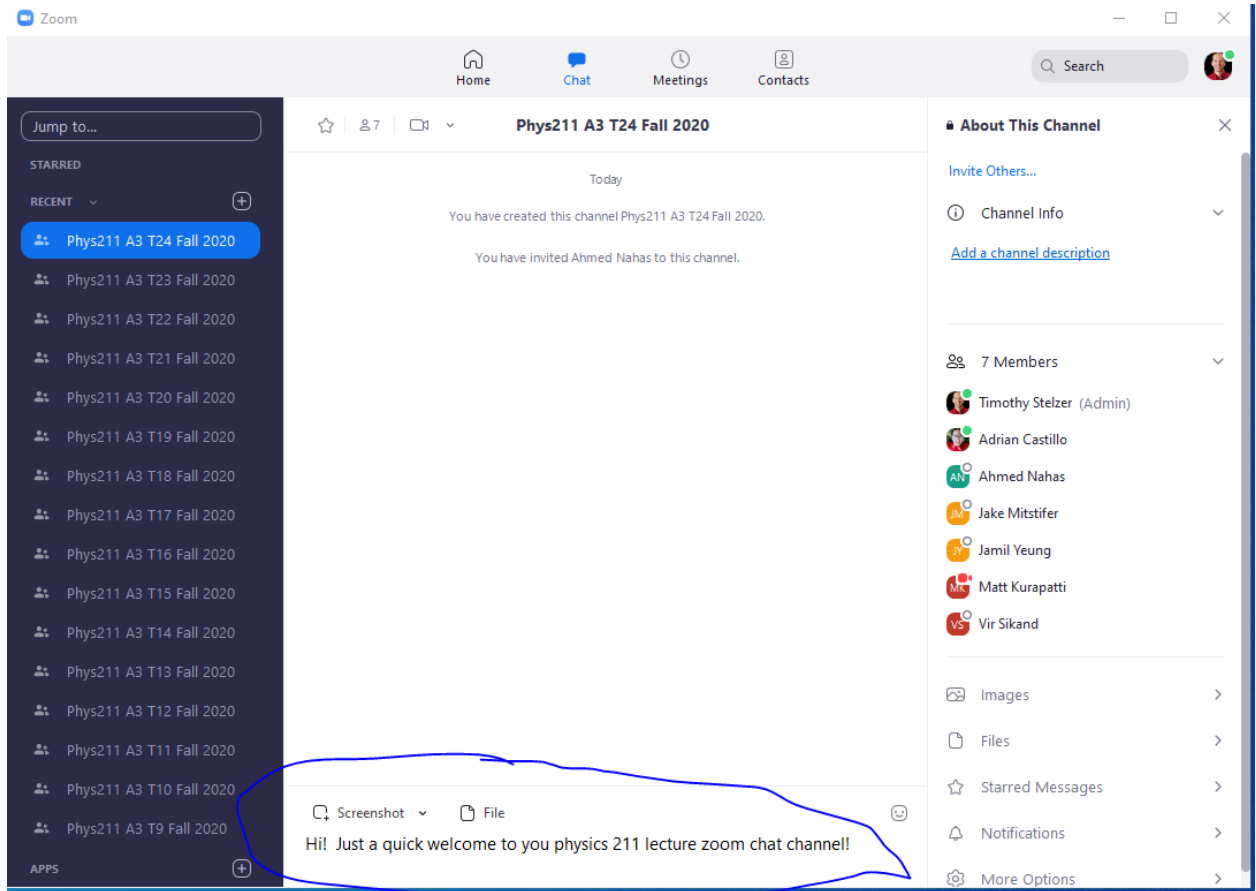 Zoom
Home
Chat
Meetings
Contacts
Search
Jump to...
STARRED
RECENT
Phys211 A3 T24 Fall 2020
Phys211 A3 T23 Fall 2020
Phys211 A3 T22 Fall 2020
Phys211 A3 T21 Fall 2020
Phys211 A3 T20 Fall 2020
Phys211 A3 T19 Fall 2020
Phys211 A3 T18 Fall 2020
Phys211 A3 T17 Fall 2020
Phys211 A3 T16 Fall 2020
Phys211 A3 T15 Fall 2020
Phys211 A3 T14 Fall 2020
Phys211 A3 T13 Fall 2020
Phys211 A3 T12 Fall 2020
Phys211 A3 T11 Fall 2020
Phys211 A3 T10 Fall 2020
Phys211 A3 T9 Fall 2020
APPS
7
Phys211 A3 T24 Fall 2020
Today
You have created this channel Phys211 A3 T24 Fall 2020.
You have invited Ahmed Nahas to this channel.
Screenshot
File
Hi! Just a quick welcome to you physics 211 lecture zoom chat channel!
About This Channel
Invite Others...
Channel Info
Add a channel description
7 Members
Timothy Stelzer (Admin)
Adrian Castillo
AN Ahmed Nahas
JM Jake Mitstifer
JY Jamil Yeung
MK Matt Kurapatti
VS Vir Sikand
Images
Files
Starred Messages
Notifications
More Options